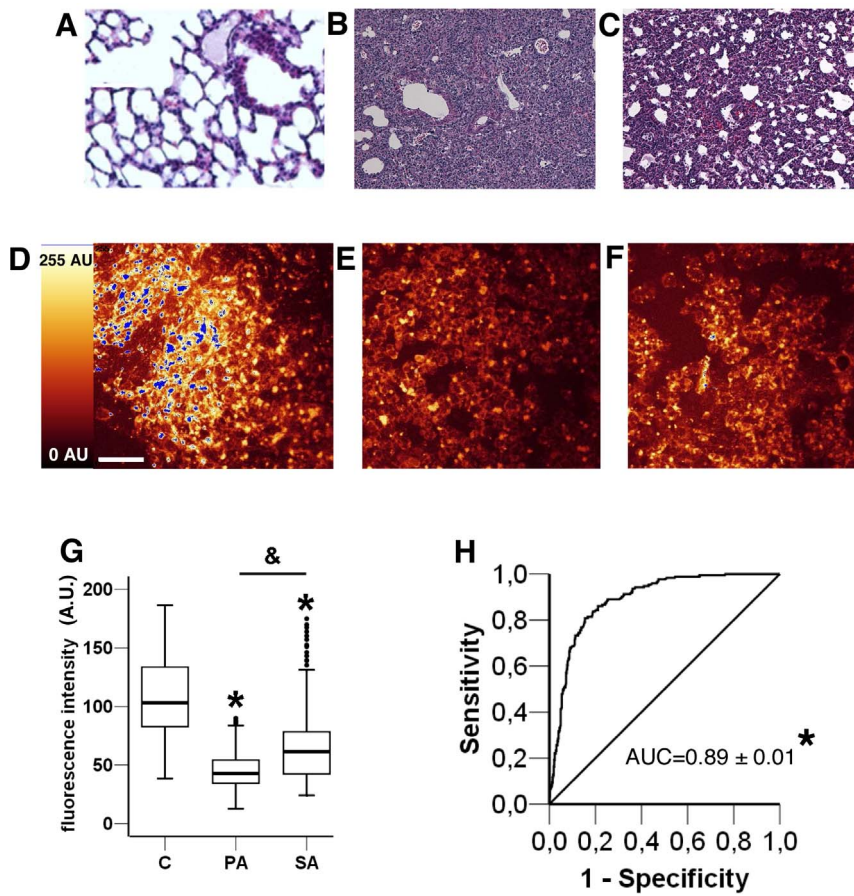 A
B
C
D
255 AU
0 AU
E
F
G
&
*
*
fluorescence intensity (A.U.)
200
150
100
50
0
C PA SA
H
Sensitivity
1,0
0,8
0,6
0,4
0,2
0,0
AUC=0.89 ± 0.01 *
0,0 0,2 0,4 0,6 0,8 1,0
1 - Specificity